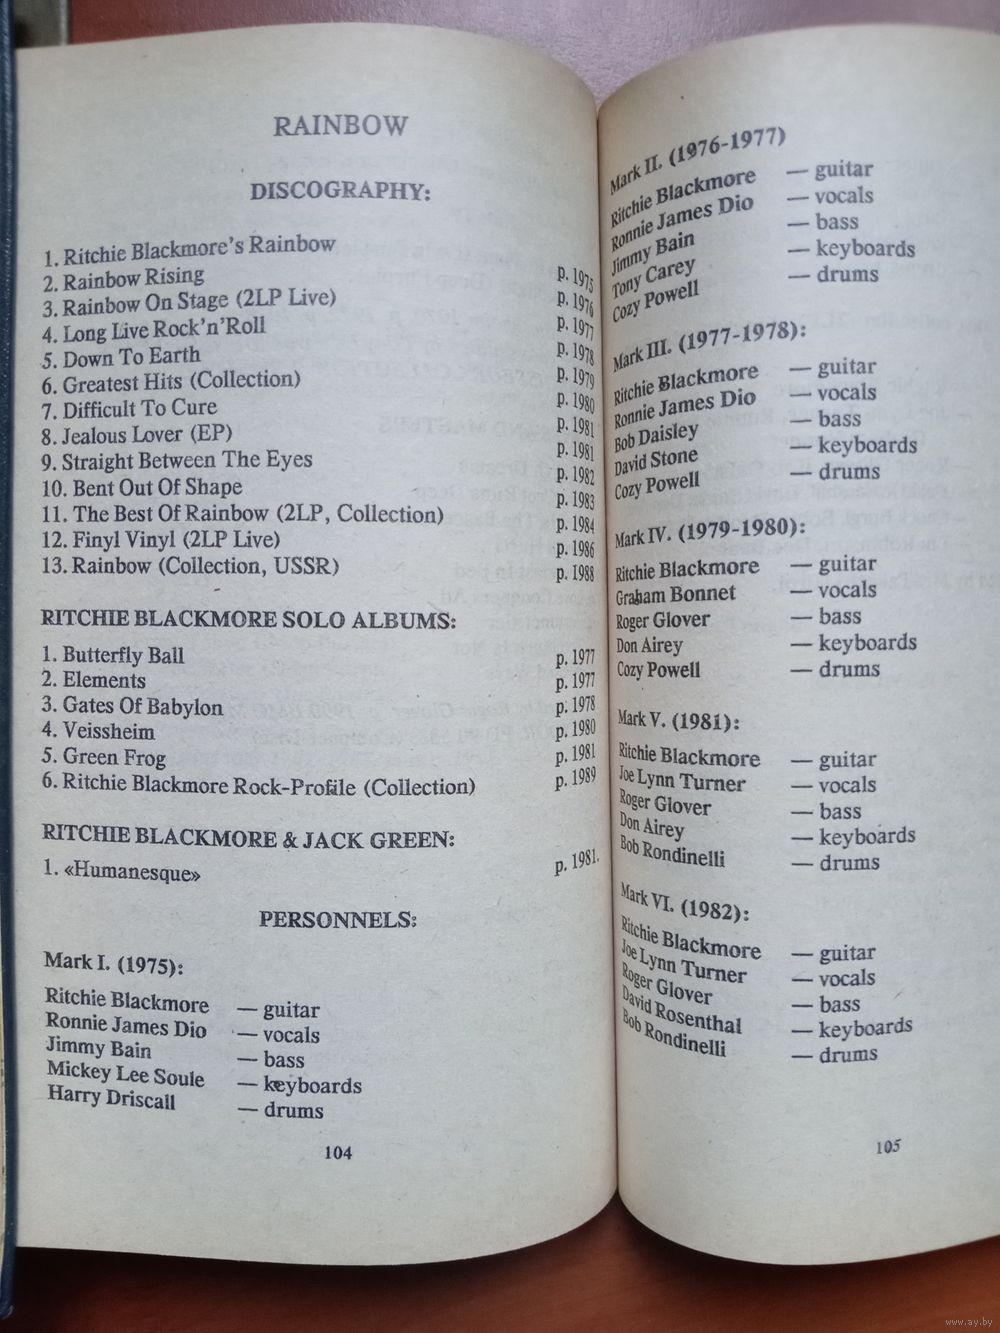 RAINBOW
DISCOGRAPHY:
1. Ritchie Blackmore's Rainbow p. 1975
2. Rainbow Rising p. 1976
3. Rainbow On Stage (2LP Live) p. 1977
4. Long Live Rock'n'Roll p. 1978
5. Down To Earth p. 1979
6. Greatest Hits (Collection) p. 1980
7. Difficult To Cure p. 1981
8. Jealous Lover (EP) p. 1981
9. Straight Between The Eyes p. 1982
10. Bent Out Of Shape p. 1983
11. The Best Of Rainbow (2LP, Collection) p. 1984
12. Finyl Vinyl (2LP Live) p. 1986
13. Rainbow (Collection, USSR) p. 1988
RITCHIE BLACKMORE SOLO ALBUMS:
1. Butterfly Ball p. 1977
2. Elements p. 1977
3. Gates Of Babylon p. 1978
4. Veissheim p. 1980
5. Green Frog p. 1981
6. Ritchie Blackmore Rock-Profile (Collection) p. 1989
RITCHIE BLACKMORE & JACK GREEN:
1. «Humanesque» p. 1981.
PERSONNELS:
Mark I. (1975):
Ritchie Blackmore — guitar
Ronnie James Dio — vocals
Jimmy Bain — bass
Mickey Lee Soule — keyboards
Harry Driscall — drums
104
Mark II. (1976-1977)
Ritchie Blackmore — guitar
Ronnie James Dio — vocals
Jimmy Bain — bass
Tony Carey — keyboards
Cozy Powell — drums
Mark III. (1977-1978):
Ritchie Blackmore — guitar
Ronnie James Dio — vocals
Bob Daisley — bass
David Stone — keyboards
Cozy Powell — drums
Mark IV. (1979-1980):
Ritchie Blackmore — guitar
Graham Bonnet — vocals
Roger Glover — bass
Don Airey — keyboards
Cozy Powell — drums
Mark V. (1981):
Ritchie Blackmore — guitar
Joe Lynn Turner — vocals
Roger Glover — bass
Don Airey — keyboards
Bob Rondinelli — drums
Mark VI. (1982):
Ritchie Blackmore — guitar
Joe Lynn Turner — vocals
Roger Glover — bass
David Rosenthal — keyboards
Bob Rondinelli — drums
105
www.ay.by